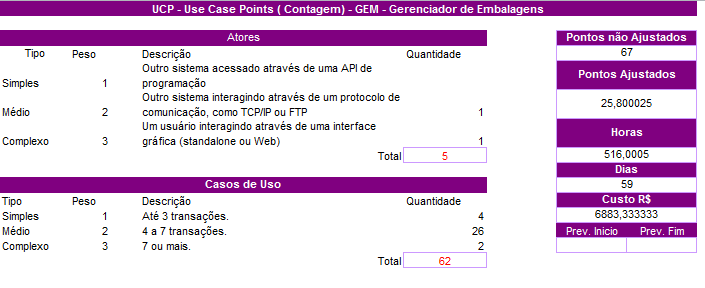 UCP - Use Case Points ( Contagem) - GEM - Gerenciador de Embalagens
Atores
Tipo Peso Descrição Quantidade
Simples 1 Outro sistema acessado através de uma API de
programação
Médio 2 Outro sistema interagindo através de um protocolo de
comunicação, como TCP/IP ou FTP 1
Complexo 3 Um usuário interagindo através de uma interface
gráfica (standalone ou Web) 1
Total 5
Casos de Uso
Tipo Peso Descrição Quantidade
Simples 1 Até 3 transações. 4
Médio 2 4 a 7 transações. 26
Complexo 3 7 ou mais. 2
Total 62
Pontos não Ajustados
67
Pontos Ajustados
25,800025
Horas
516,0005
Dias
59
Custo R$
6883,333333
Prev. Inicio Prev. Fim